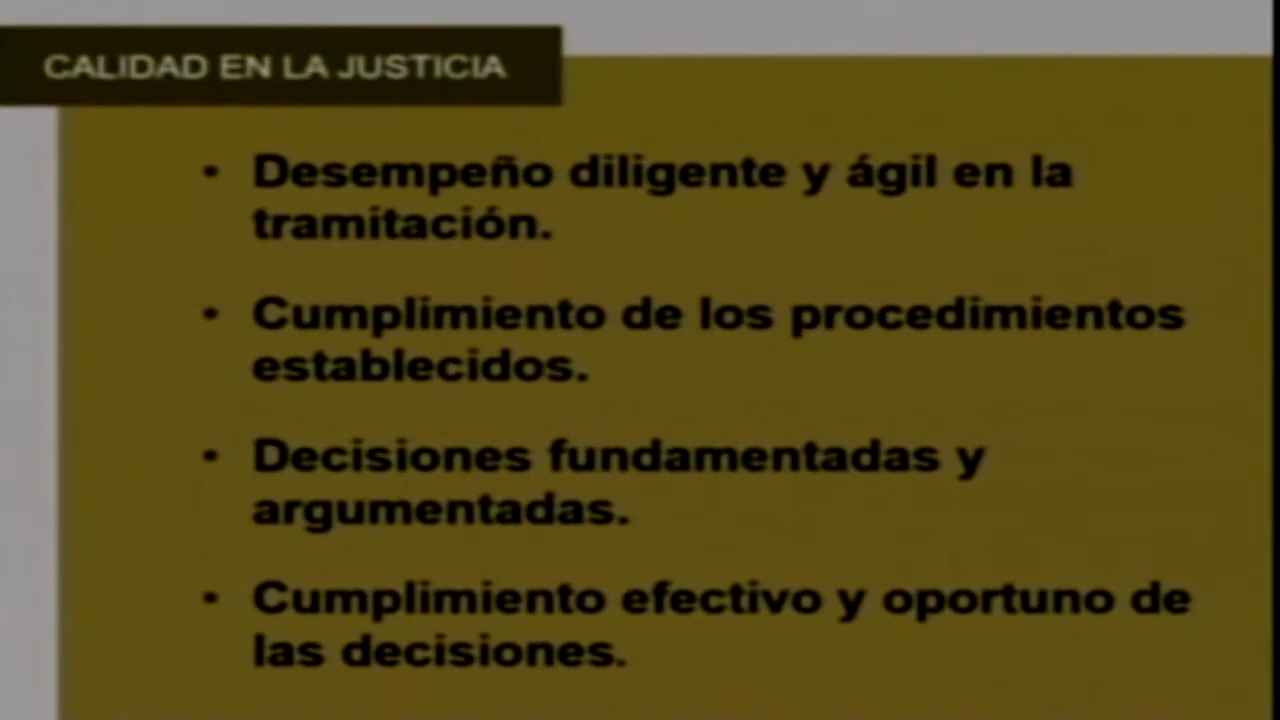 CALIDAD EN LA JUSTICIA
• Desempeño diligente y ágil en la
tramitación.
• Cumplimiento de los procedimientos
establecidos.
• Decisiones fundamentadas y
argumentadas.
• Cumplimiento efectivo y oportuno de
las decisiones.